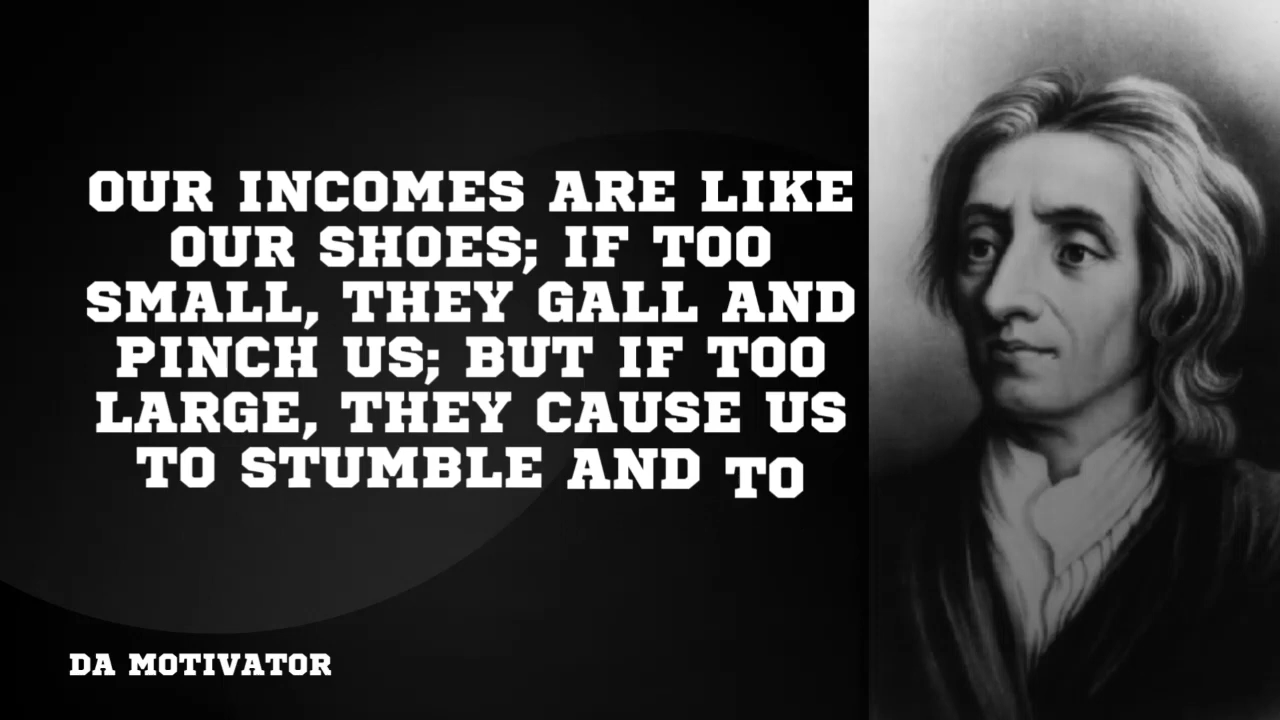 OUR INCOMES ARE LIKE
OUR SHOES; IF TOO
SMALL, THEY GALL AND
PINCH US; BUT IF TOO
LARGE, THEY CAUSE US
TO STUMBLE AND TO
DA MOTIVATOR